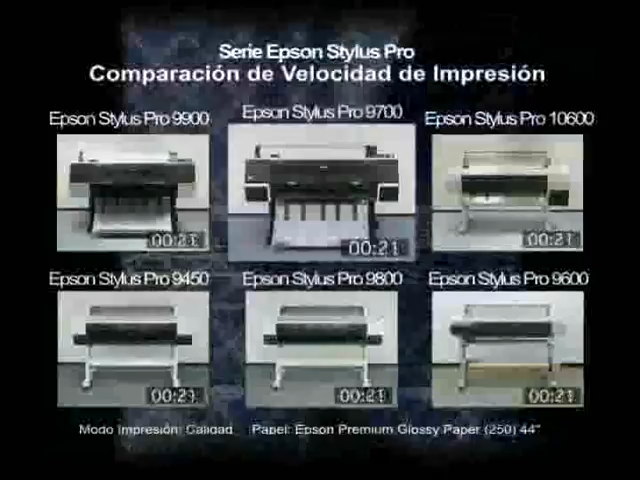 Serie Epson Stylus Pro
Comparación de Velocidad de Impresión
Epson Stylus Pro 9900
Epson Stylus Pro 9700
Epson Stylus Pro 10600
00:21
00:21
00:21
Epson Stylus Pro 9450
Epson Stylus Pro 9800
Epson Stylus Pro 9600
00:21
00:21
00:21
Modo Impresión: Calidad Papel: Epson Premium Glossy Paper (250) 44"